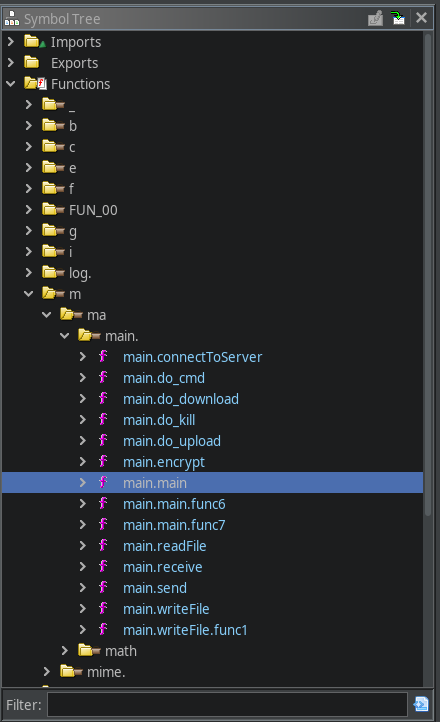 Symbol Tree
Imports
Exports
Functions
_
b
c
e
f
FUN_00
g
i
log.
m
ma
main.
main.connectToServer
main.do_cmd
main.do_download
main.do_kill
main.do_upload
main.encrypt
main.main
main.main.func6
main.main.func7
main.readFile
main.receive
main.send
main.writeFile
main.writeFile.func1
math
mime.
Filter: